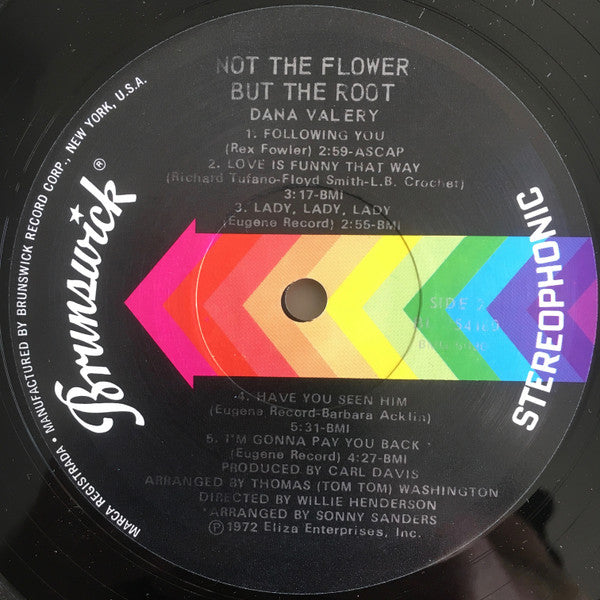 NOT THE FLOWER
BUT THE ROOT
DANA VALERY
1. FOLLOWING YOU
(Rex Fowler) 2:59-ASCAP
2. LOVE IS FUNNY THAT WAY
(Richard Tufano-Floyd Smith-L.B. Crochet)
3:17-BMI
3. LADY, LADY, LADY
(Eugene Record) 2:55-BMI
SIDE 2
4. HAVE YOU SEEN HIM
(Eugene Record-Barbara Acklin)
5:31-BMI
5. I'M GONNA PAY YOU BACK *
(Eugene Record) 4:27-BMI
PRODUCED BY CARL DAVIS
ARRANGED BY THOMAS (TOM TOM) WASHINGTON
DIRECTED BY WILLIE HENDERSON
*ARRANGED BY SONNY SANDERS
Ⓟ1972 Eliza Enterprises, Inc.
Brunswick®
STEREOPHONIC
MARCA REGISTRADA • MANUFACTURED BY BRUNSWICK RECORD CORP., NEW YORK, U.S.A.